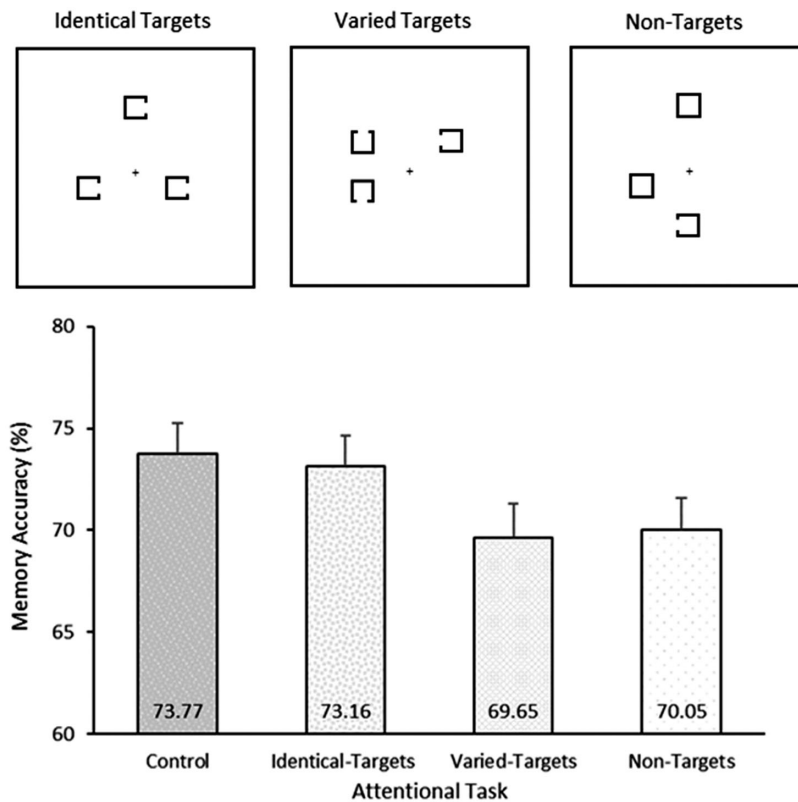 Identical Targets Varied Targets Non-Targets
80
75
70
65
60
Memory Accuracy (%)
73.77 73.16 69.65 70.05
Control Identical-Targets Varied-Targets Non-Targets
Attentional Task